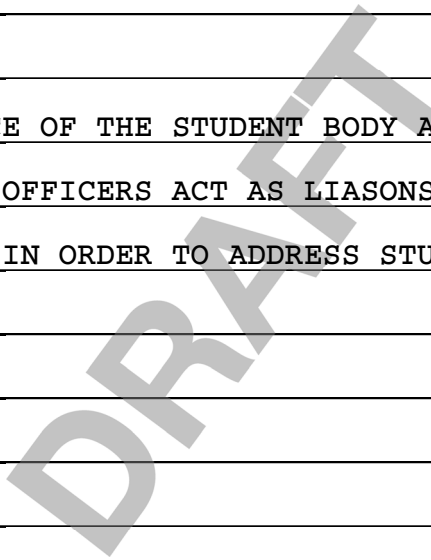 E OF THE STUDENT BODY A
OFFICERS ACT AS LIASONS
IN ORDER TO ADDRESS STU
DRAFT